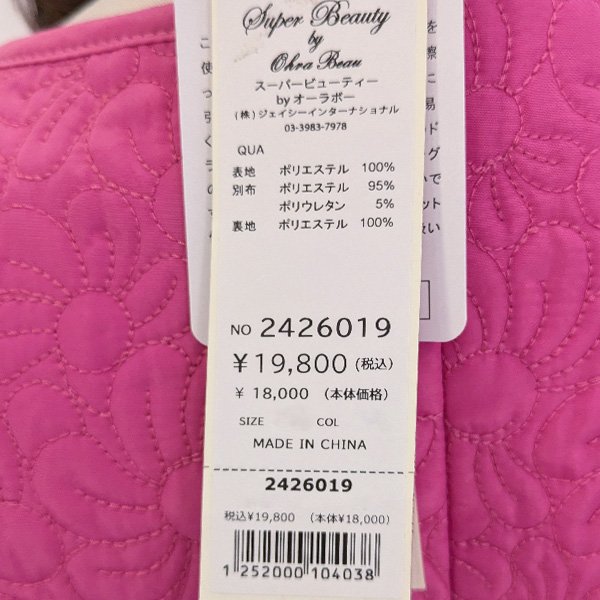 Super Beauty
by
Ohra Beau
スーパービューティー
by オーラボー
(株)ジェイシーインターナショナル
03-3983-7978
QUA
表地 ポリエステル 100%
別布 ポリエステル 95%
ポリウレタン 5%
裏地 ポリエステル 100%
NO 2426019
¥19,800(税込)
¥ 18,000 (本体価格)
SIZE COL
MADE IN CHINA
2426019
税込¥19,800 (本体¥18,000)
1252000104038